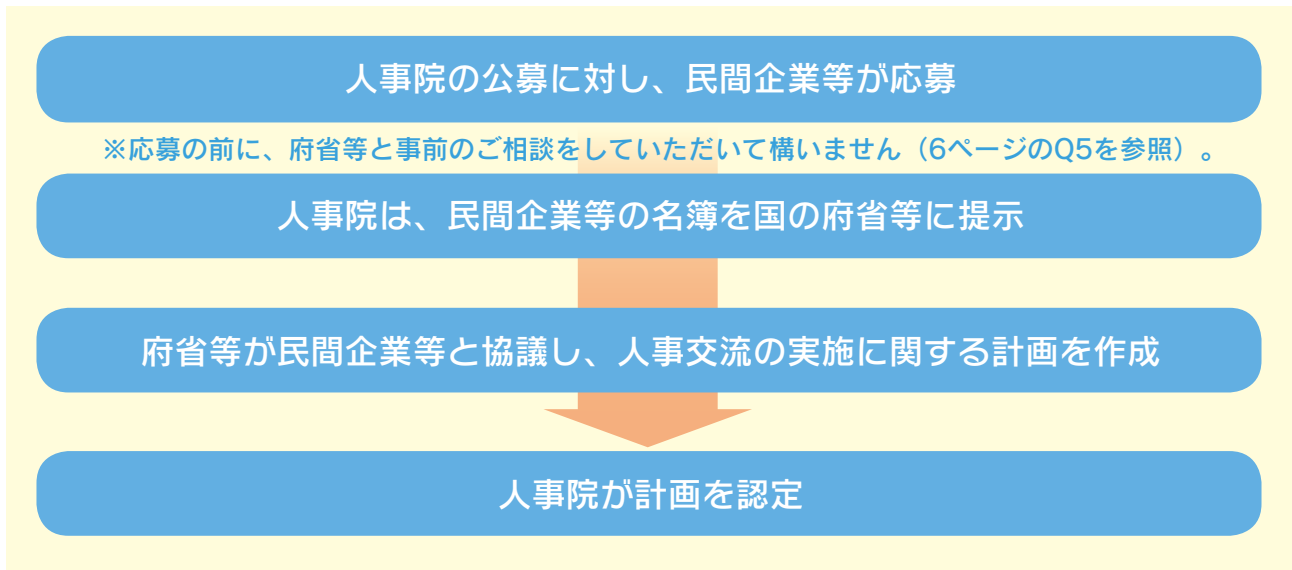 人事院の公募に対し、民間企業等が応募
※応募の前に、府省等と事前のご相談をしていただいて構いません（6ページのQ5を参照）。
人事院は、民間企業等の名簿を国の府省等に提示
府省等が民間企業等と協議し、人事交流の実施に関する計画を作成
人事院が計画を認定